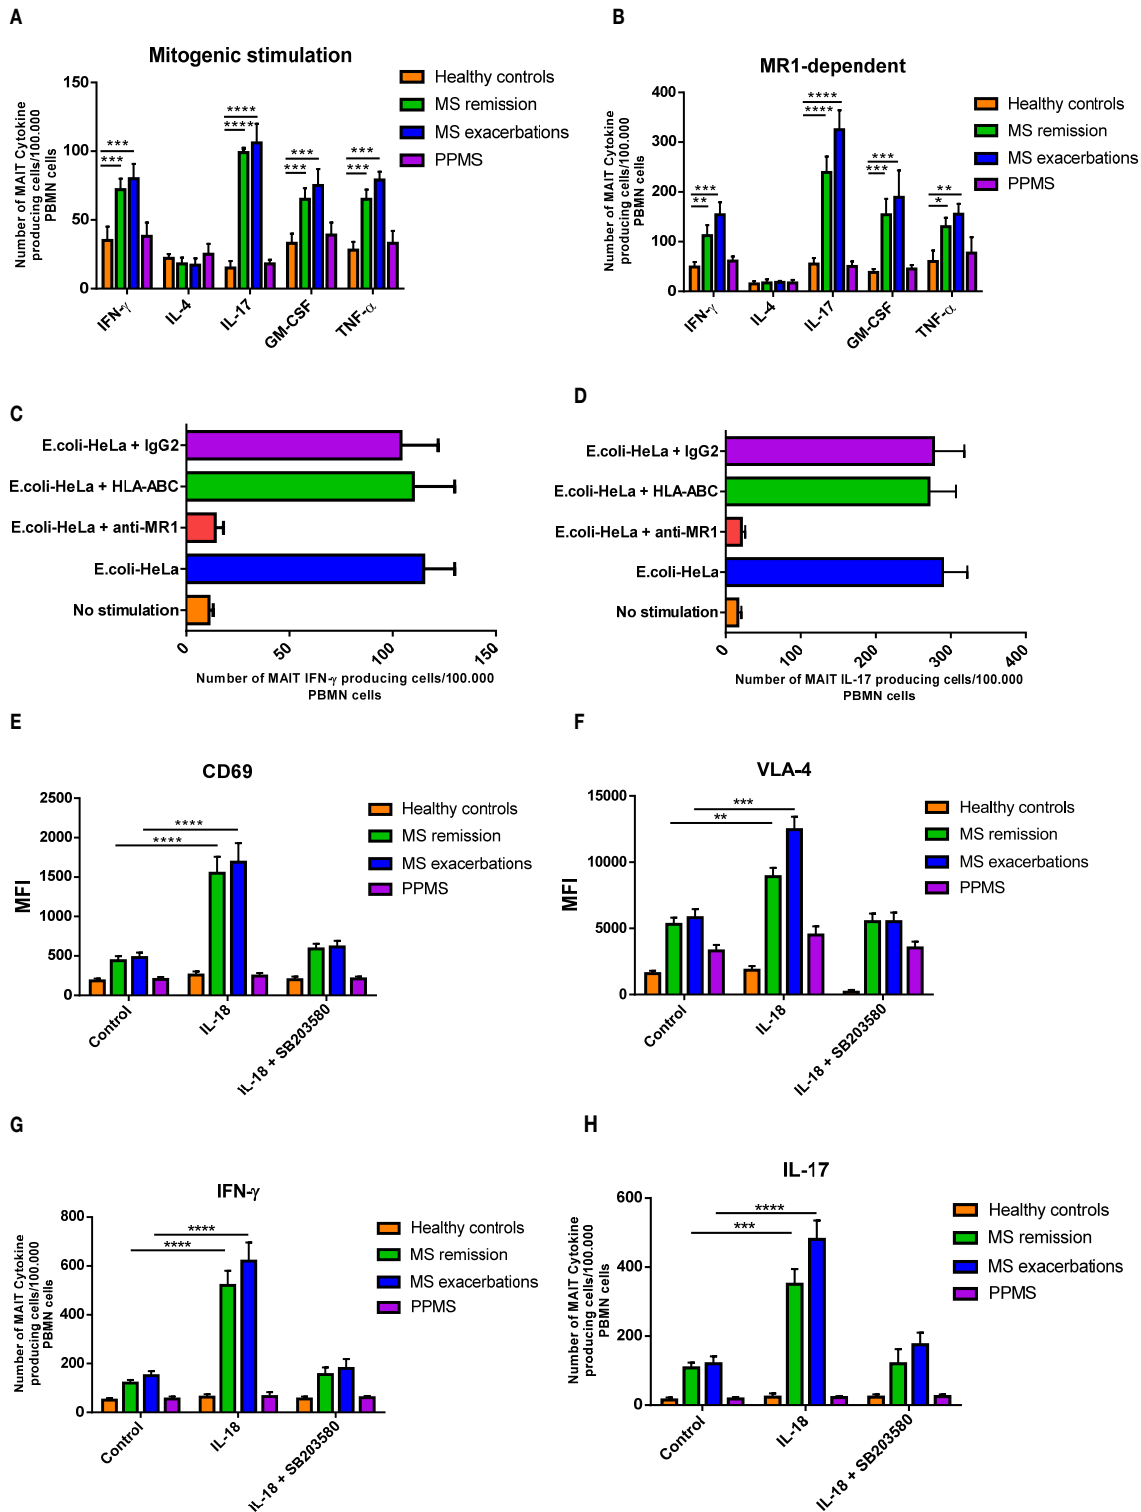 A
Mitogenic stimulation
Number of MAIT Cytokine
producing cells/100.000
PBMN cells
150
100
50
0
*** *** **** **** *** *** *** ***
IFN-γ IL-4 IL-17 GM-CSF TNF-α
Healthy controls
MS remission
MS exacerbations
PPMS
B
MR1-dependent
Number of MAIT Cytokine
producing cells/100.000
PBMN cells
400
300
200
100
0
*** ** **** **** *** *** ** *
IFN-γ IL-4 IL-17 GM-CSF TNF-α
Healthy controls
MS remission
MS exacerbations
PPMS
C
E.coli-HeLa + IgG2
E.coli-HeLa + HLA-ABC
E.coli-HeLa + anti-MR1
E.coli-HeLa
No stimulation
0 50 100 150
Number of MAIT IFN-γ producing cells/100.000
PBMN cells
D
E.coli-HeLa + IgG2
E.coli-HeLa + HLA-ABC
E.coli-HeLa + anti-MR1
E.coli-HeLa
No stimulation
0 100 200 300 400
Number of MAIT IL-17 producing cells/100.000
PBMN cells
E
CD69
MFI
2500
2000
1500
1000
500
0
****
****
Control IL-18 IL-18 + SB203580
Healthy controls
MS remission
MS exacerbations
PPMS
F
VLA-4
MFI
15000
10000
5000
0
***
**
Control IL-18 IL-18 + SB203580
Healthy controls
MS remission
MS exacerbations
PPMS
G
IFN-γ
Number of MAIT Cytokine
producing cells/100.000
PBMN cells
800
600
400
200
0
****
****
Control IL-18 IL-18 + SB203580
Healthy controls
MS remission
MS exacerbations
PPMS
H
IL-17
Number of MAIT Cytokine
producing cells/100.000
PBMN cells
600
400
200
0
****
***
Control IL-18 IL-18 + SB203580
Healthy controls
MS remission
MS exacerbations
PPMS